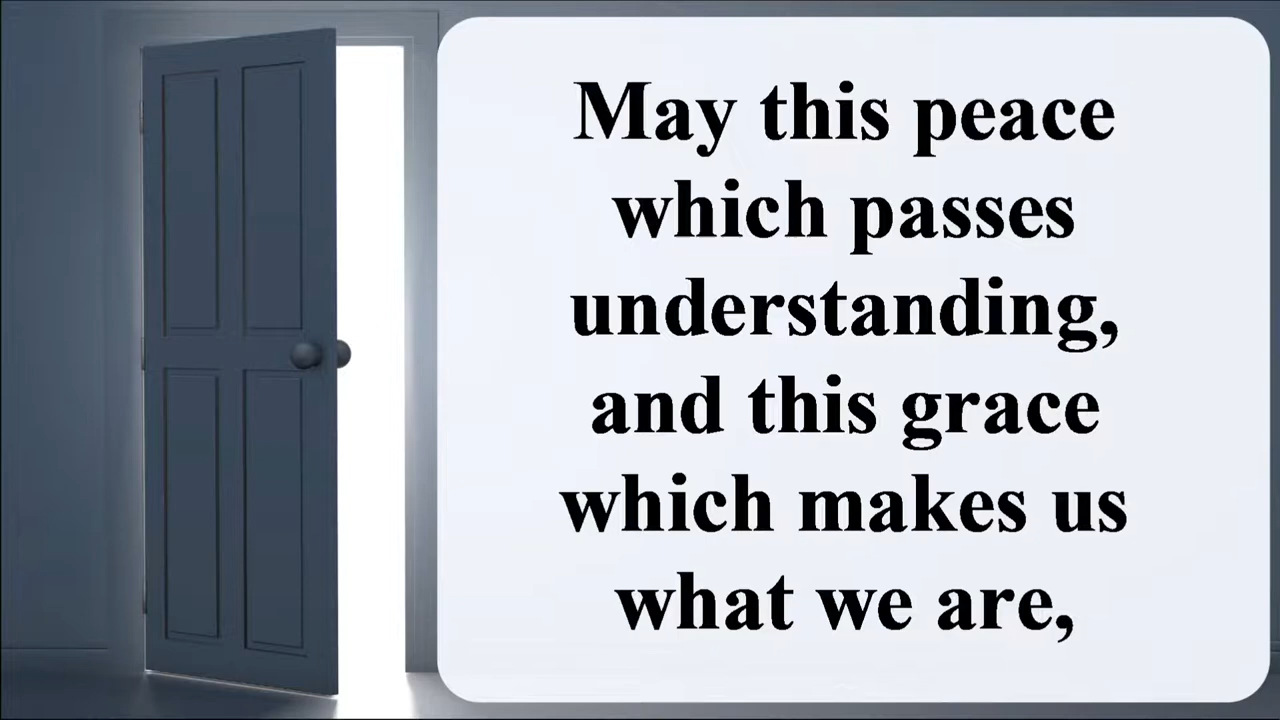 May this peace
which passes
understanding,
and this grace
which makes us
what we are,